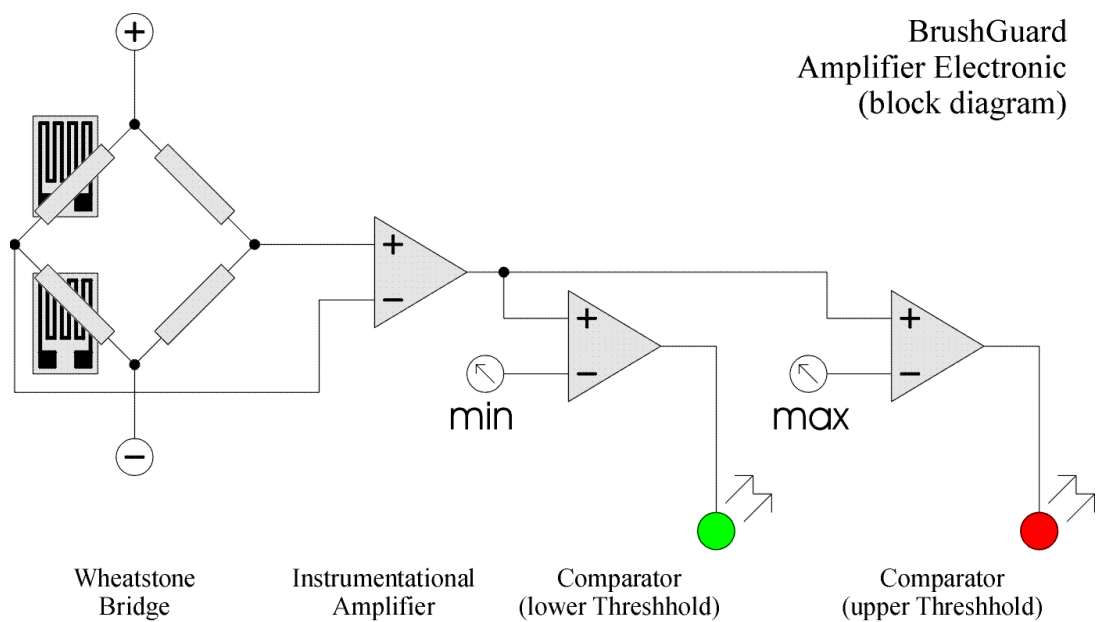 BrushGuard
Amplifier Electronic
(block diagram)
+
+
−
+
+
−
−
min
max
−
Wheatstone
Bridge
Instrumentational
Amplifier
Comparator
(lower Threshhold)
Comparator
(upper Threshhold)